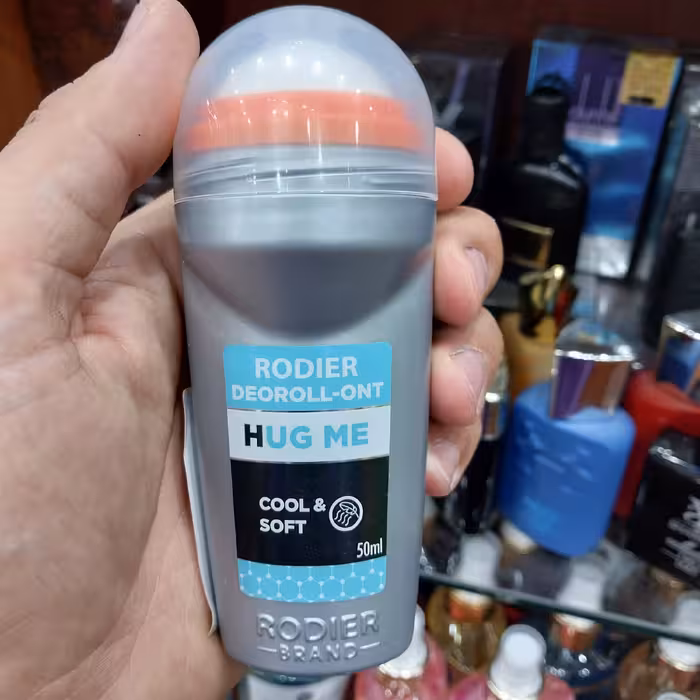 RODIER
DEOROLL-ONT
HUG ME
COOL &
SOFT
50ml
RODIER
BRAND